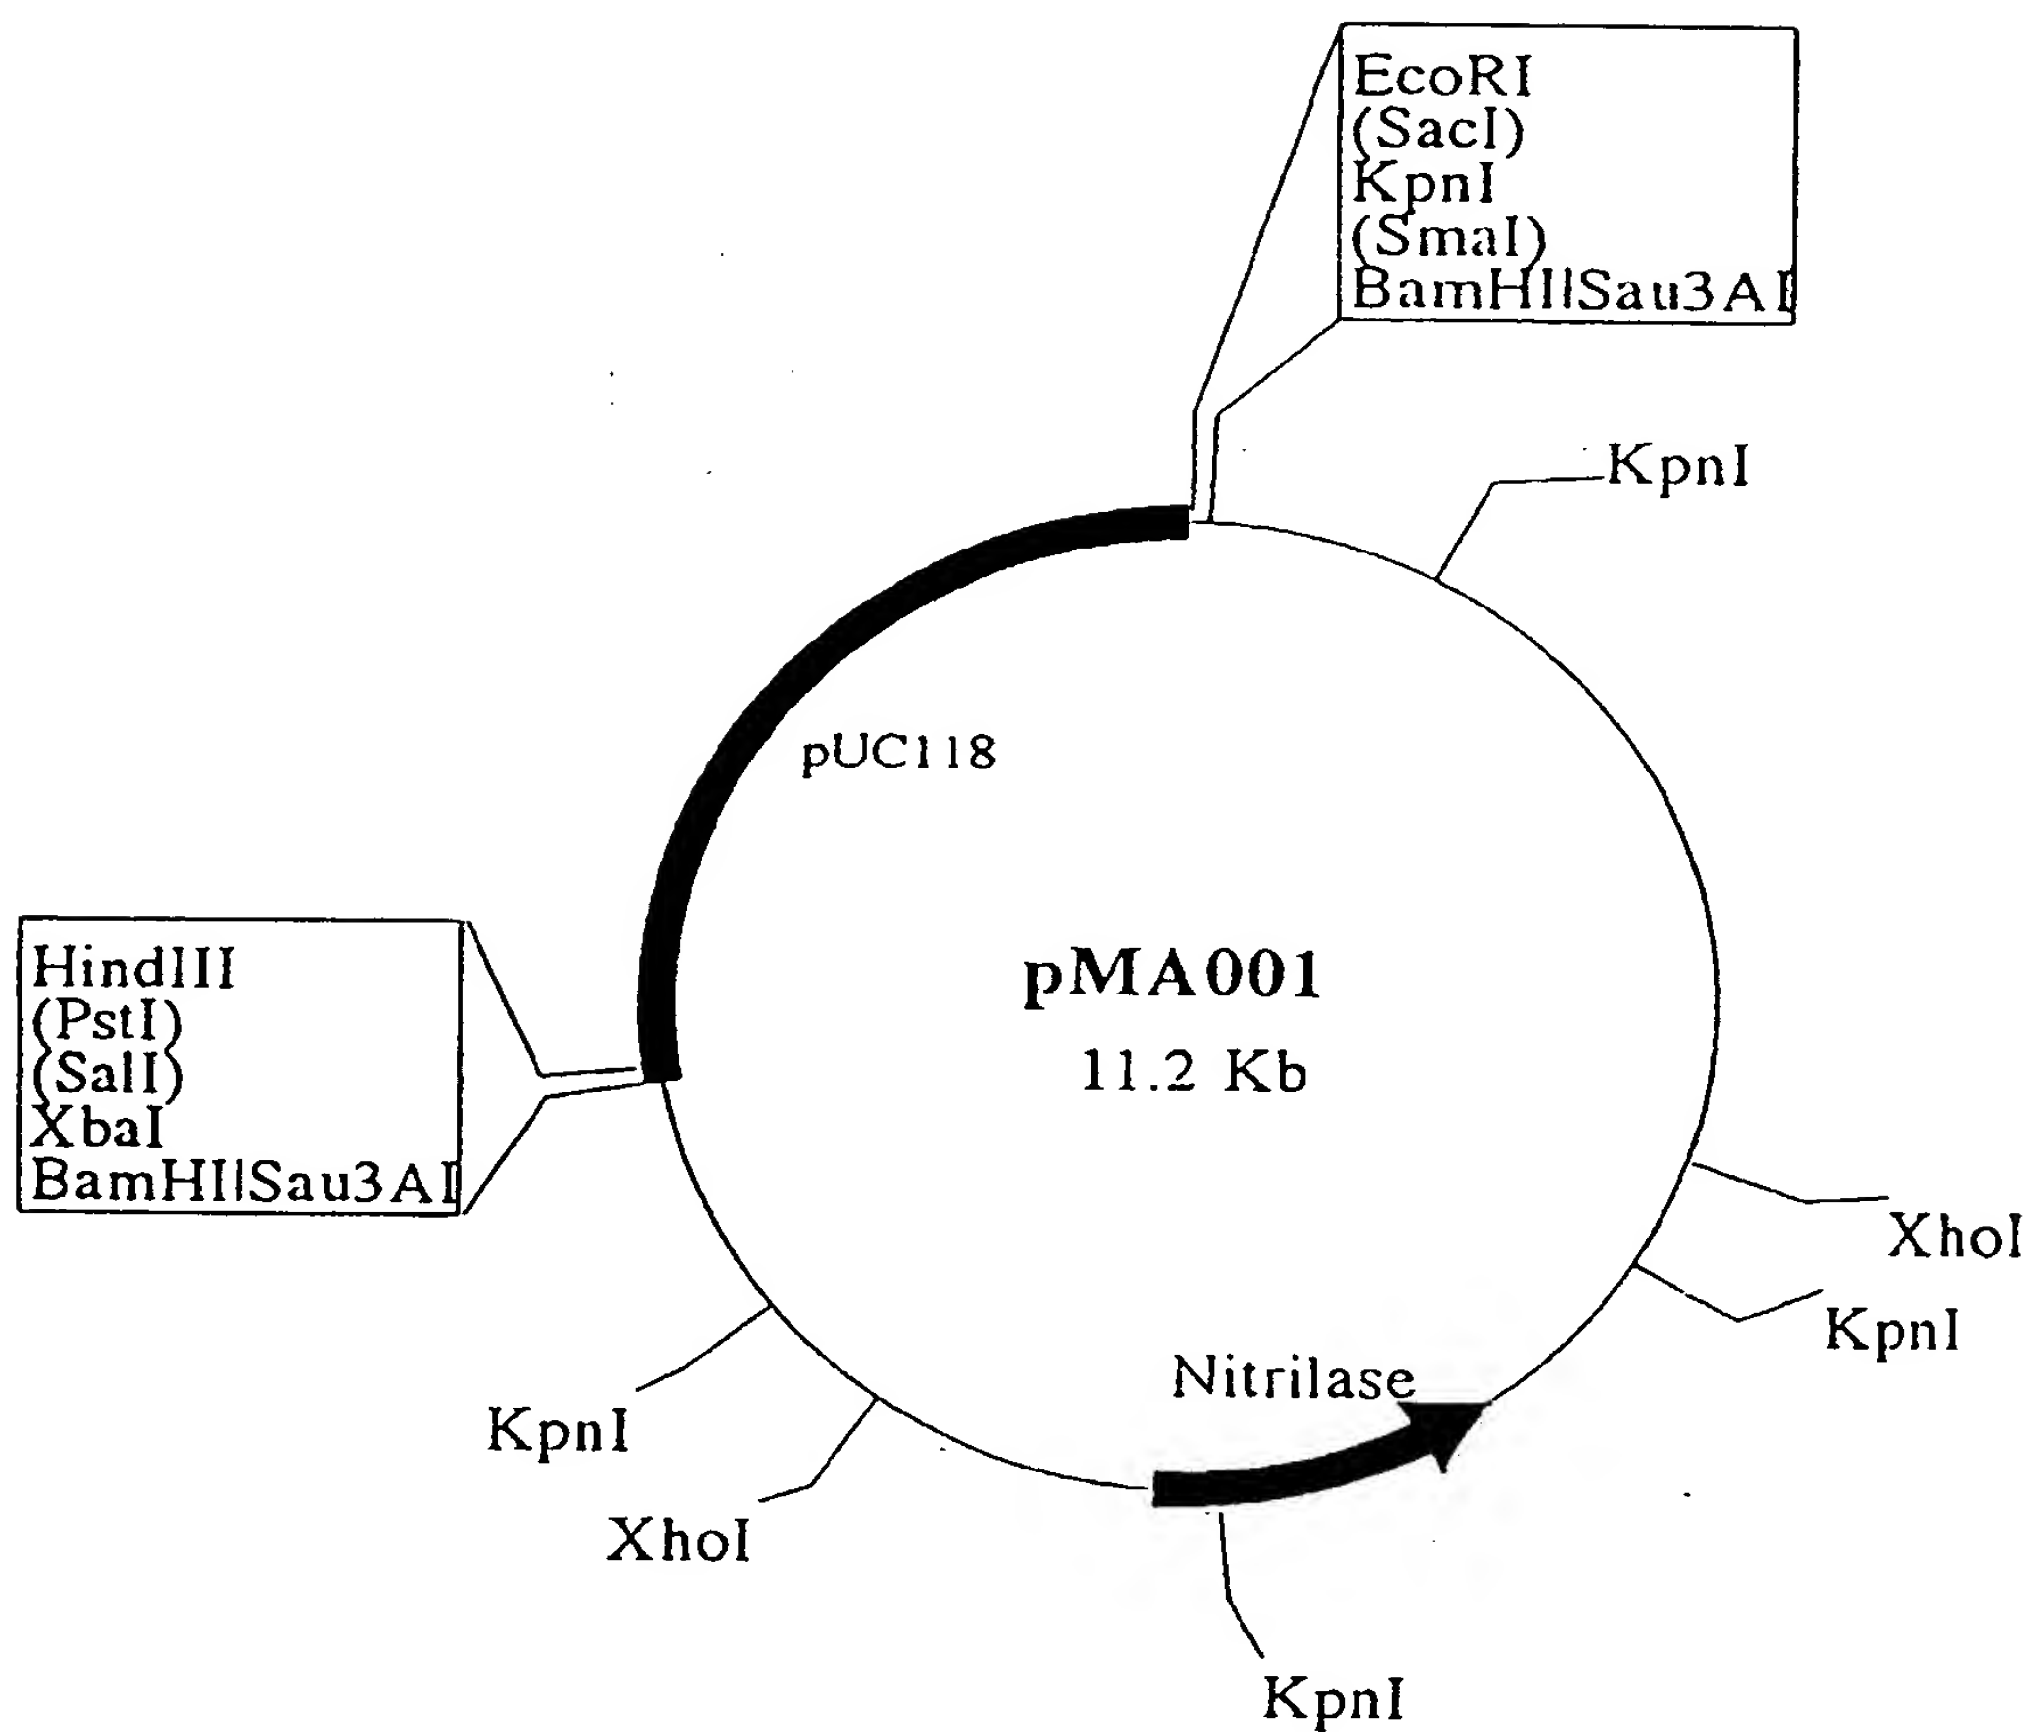 EcoRI
(SacI)
KpnI
(SmaI)
BamHI||Sau3AI
KpnI
pUC118
HindIII
(PstI)
(SalI)
XbaI
BamHI||Sau3AI
pMA001
11.2 Kb
XhoI
KpnI
Nitrilase
KpnI
XhoI
KpnI